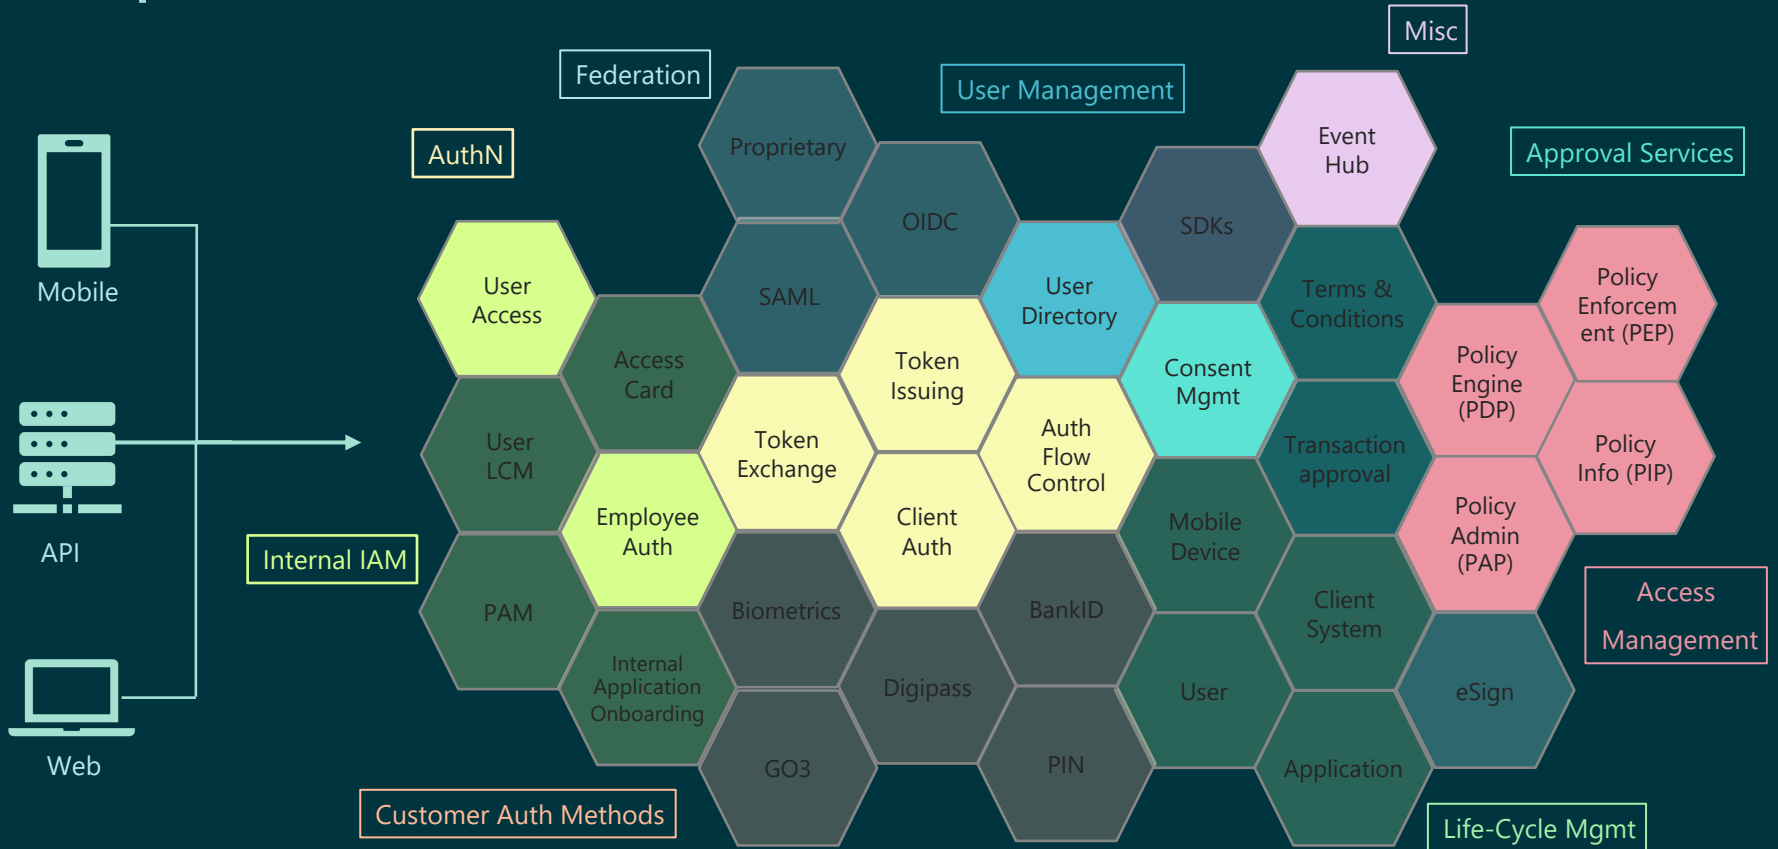 Misc
Federation
User Management
AuthN
Approval Services
Mobile
API
Web
Internal IAM
Customer Auth Methods
Life-Cycle Mgmt
Access
Management
User
Access
User
LCM
PAM
Access
Card
Employee
Auth
Internal
Application
Onboarding
Proprietary
SAML
Token
Exchange
Biometrics
GO3
OIDC
Token
Issuing
Client
Auth
Digipass
User
Directory
Auth
Flow
Control
BankID
PIN
SDKs
Consent
Mgmt
Mobile
Device
User
Event
Hub
Terms &
Conditions
Transaction
approval
Client
System
Application
Policy
Engine
(PDP)
Policy
Admin
(PAP)
eSign
Policy
Enforcem
ent (PEP)
Policy
Info (PIP)